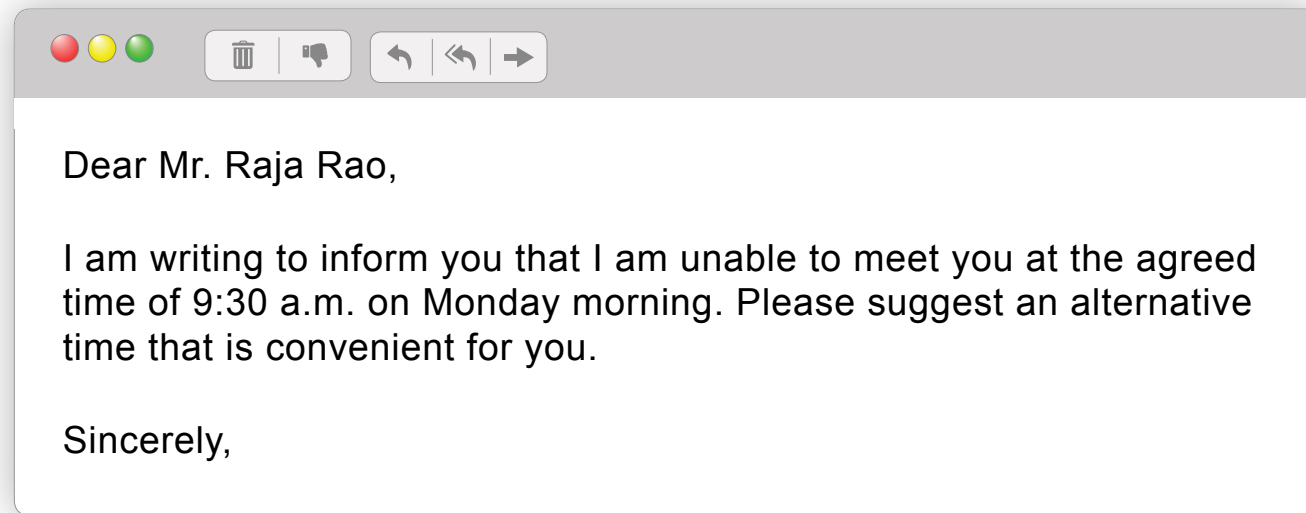 Dear Mr. Raja Rao,
I am writing to inform you that I am unable to meet you at the agreed
time of 9:30 a.m. on Monday morning. Please suggest an alternative
time that is convenient for you.
Sincerely,